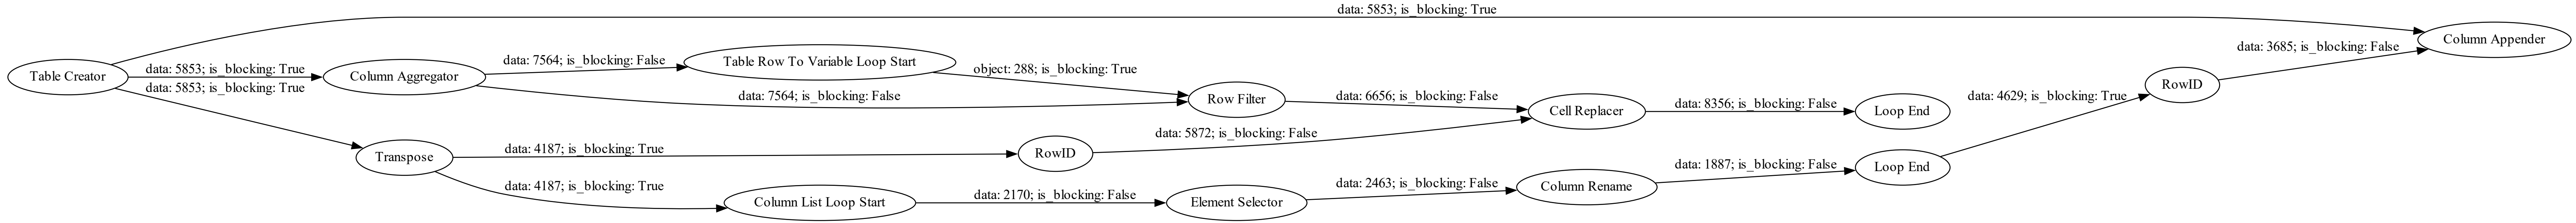 data: 5853; is_blocking: True
Column Appender
data: 3685; is_blocking: False
Table Creator
data: 5853; is_blocking: True
Column Aggregator
data: 7564; is_blocking: False
Table Row To Variable Loop Start
object: 288; is_blocking: True
data: 5853; is_blocking: True
data: 7564; is_blocking: False
Row Filter
data: 6656; is_blocking: False
Cell Replacer
data: 8356; is_blocking: False
Loop End
data: 4629; is_blocking: True
RowID
data: 5872; is_blocking: False
Transpose
data: 4187; is_blocking: True
RowID
data: 4187; is_blocking: True
Column List Loop Start
data: 2170; is_blocking: False
Element Selector
data: 2463; is_blocking: False
Column Rename
data: 1887; is_blocking: False
Loop End